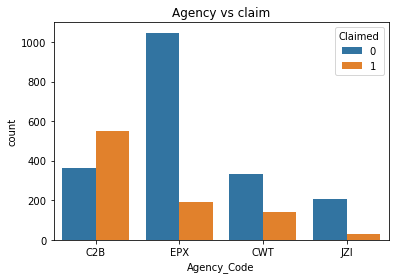 Agency vs claim
Claimed
0
1
1000
800
600
400
200
0
count
C2B
EPX
CWT
JZI
Agency_Code